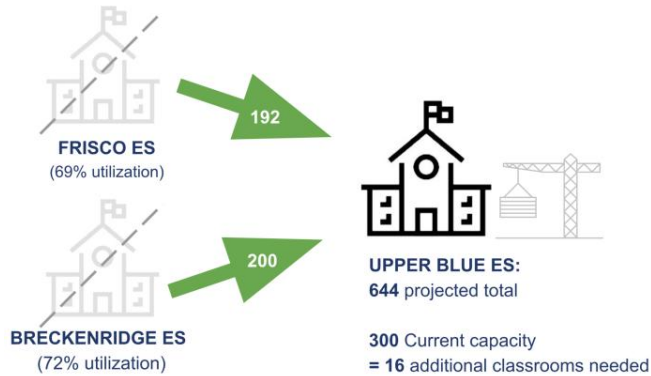 FRISCO ES
(69% utilization)
192
BRECKENRIDGE ES
(72% utilization)
200
UPPER BLUE ES:
644 projected total
300 Current capacity
= 16 additional classrooms needed